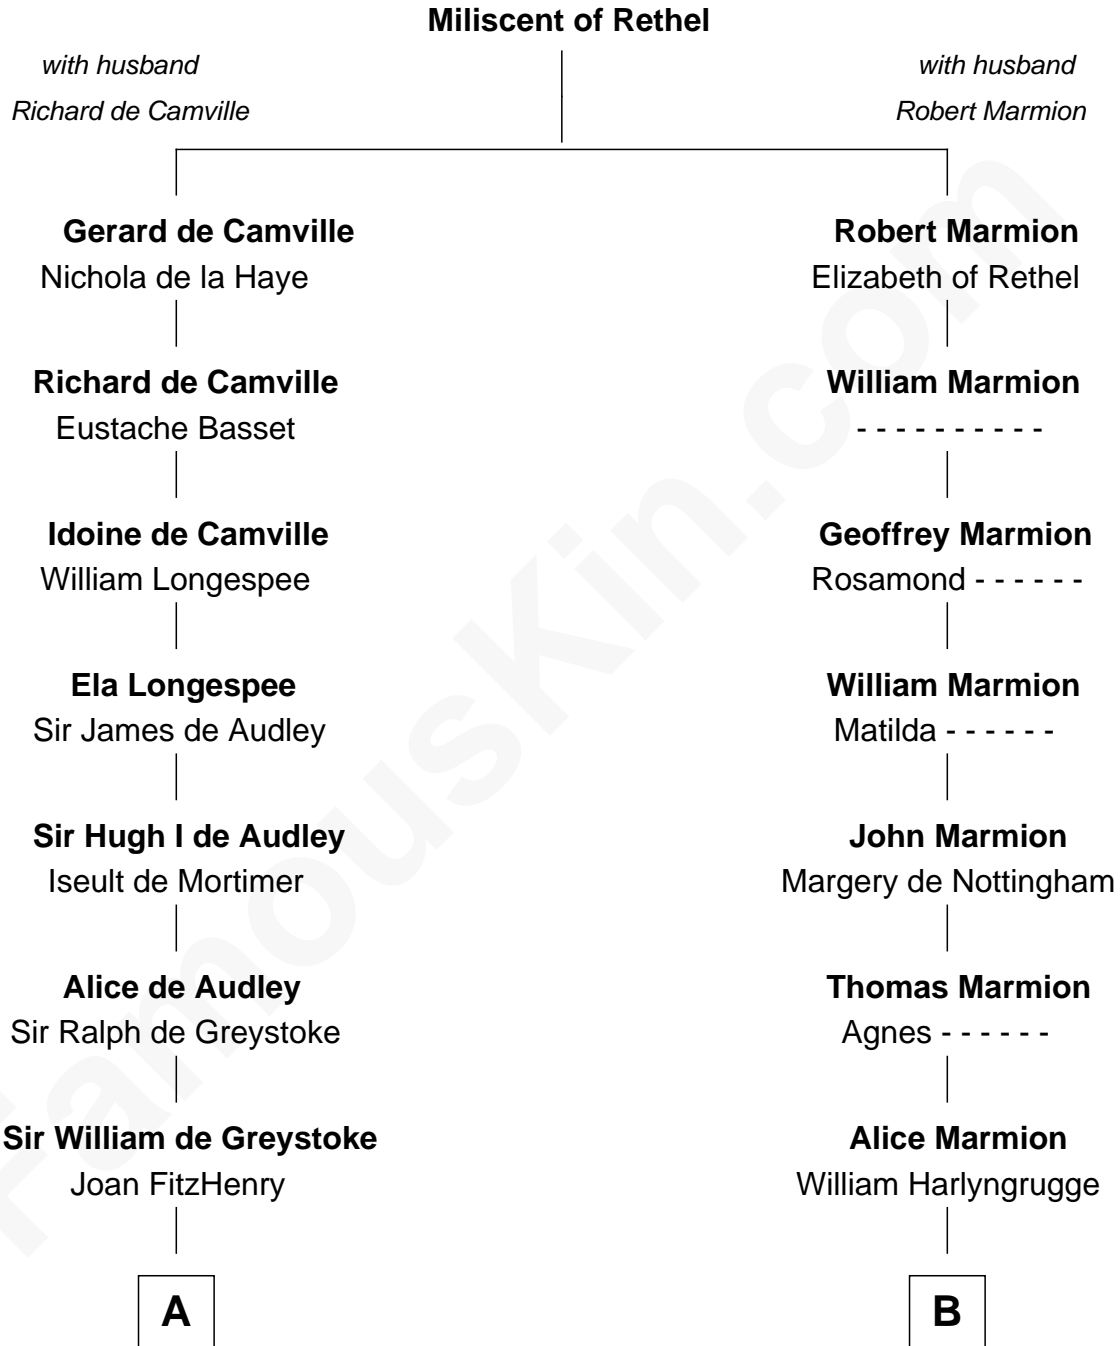 Miliscent of Rethel
with husband
Richard de Camville
with husband
Robert Marmion
Gerard de Camville
Nichola de la Haye
Robert Marmion
Elizabeth of Rethel
Richard de Camville
Eustache Basset
William Marmion
- - - - - - - - - -
Idoine de Camville
William Longespee
Geoffrey Marmion
Rosamond - - - - - -
Ela Longespee
Sir James de Audley
William Marmion
Matilda - - - - - -
Sir Hugh I de Audley
Iseult de Mortimer
John Marmion
Margery de Nottingham
Alice de Audley
Sir Ralph de Greystoke
Thomas Marmion
Agnes - - - - - -
Sir William de Greystoke
Joan FitzHenry
Alice Marmion
William Harlyngrugge
A
B
FamousKin.com